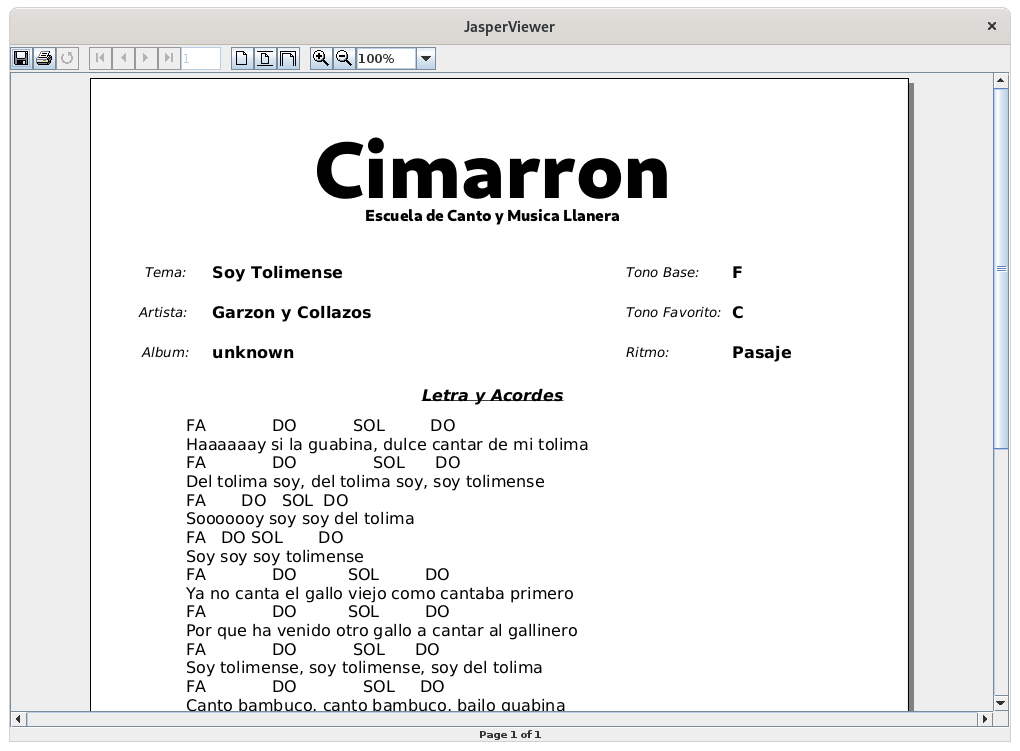 JasperViewer
1
100%
Cimarron
Escuela de Canto y Musica Llanera
Tema: Soy Tolimense Tono Base: F
Artista: Garzon y Collazos Tono Favorito: C
Album: unknown Ritmo: Pasaje
Letra y Acordes
FA DO SOL DO
Haaaaaay si la guabina, dulce cantar de mi tolima
FA DO SOL DO
Del tolima soy, del tolima soy, soy tolimense
FA DO SOL DO
Sooooooy soy soy del tolima
FA DO SOL DO
Soy soy soy tolimense
FA DO SOL DO
Ya no canta el gallo viejo como cantaba primero
FA DO SOL DO
Por que ha venido otro gallo a cantar al gallinero
FA DO SOL DO
Soy tolimense, soy tolimense, soy del tolima
FA DO SOL DO
Canto bambuco, canto bambuco, bailo guabina
Page 1 of 1